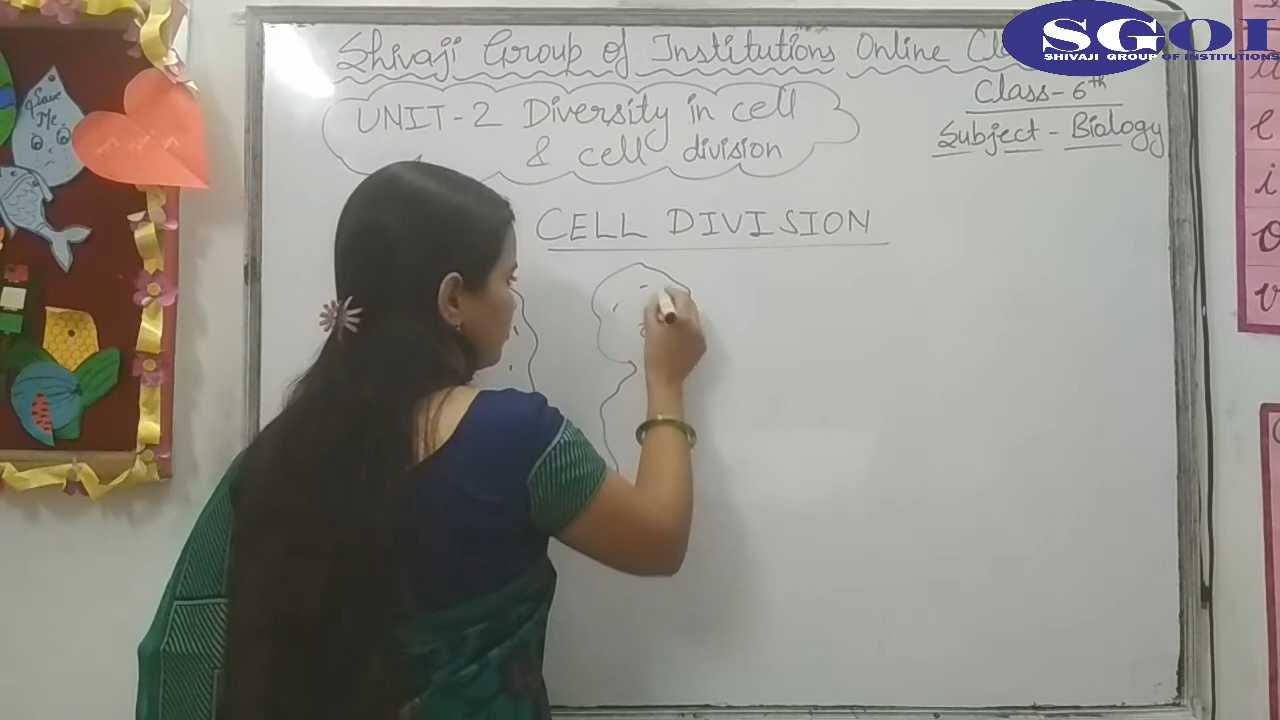 Shivaji Group of Institutions Online
SGOI
SHIVAJI GROUP OF INSTITUTIONS
UNIT-2 Diversity in cell
& cell division
Class-6th
Subject - Biology
CELL DIVISION
Save
Me
e
i
o